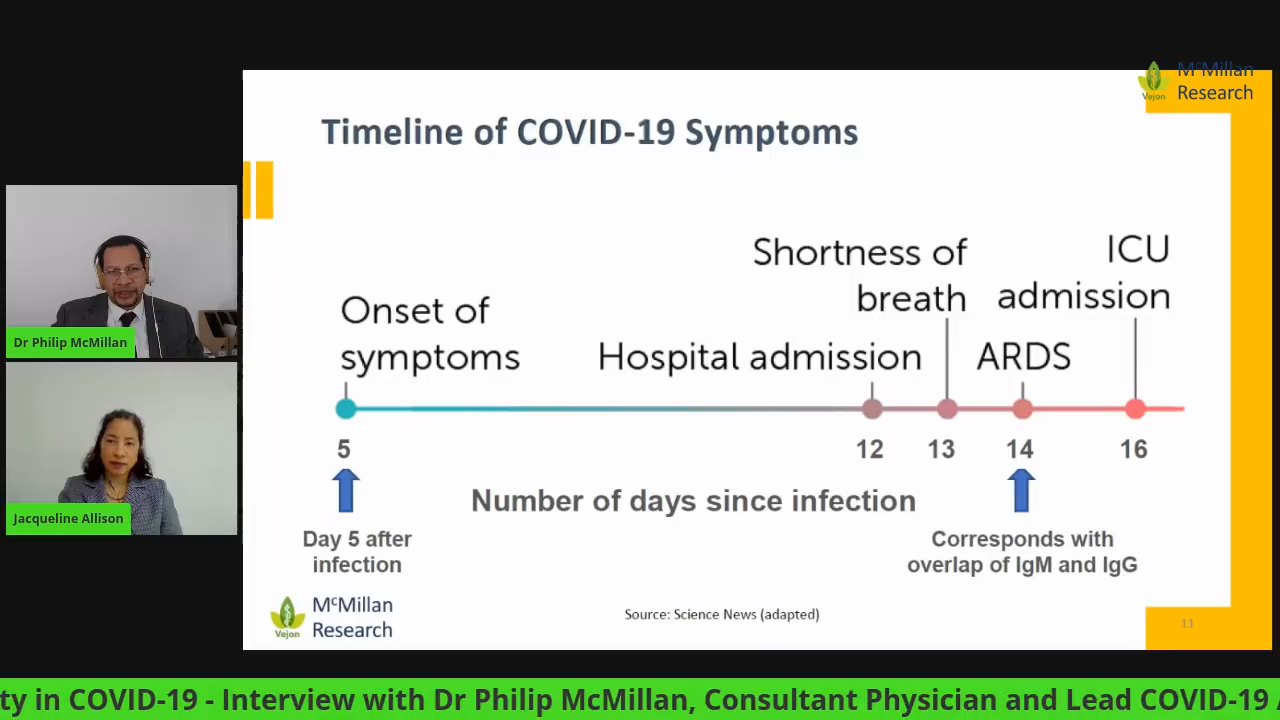 McMillan
Research
Vejon
Timeline of COVID-19 Symptoms
Onset of
symptoms
Hospital admission
Shortness of
breath
ARDS
ICU
admission
5
12
13
14
16
Number of days since infection
Day 5 after
infection
Corresponds with
overlap of IgM and IgG
McMillan
Research
Vejon
Source: Science News (adapted)
11
Dr Philip McMillan
Jacqueline Allison
ty in COVID-19 - Interview with Dr Philip McMillan, Consultant Physician and Lead COVID-19